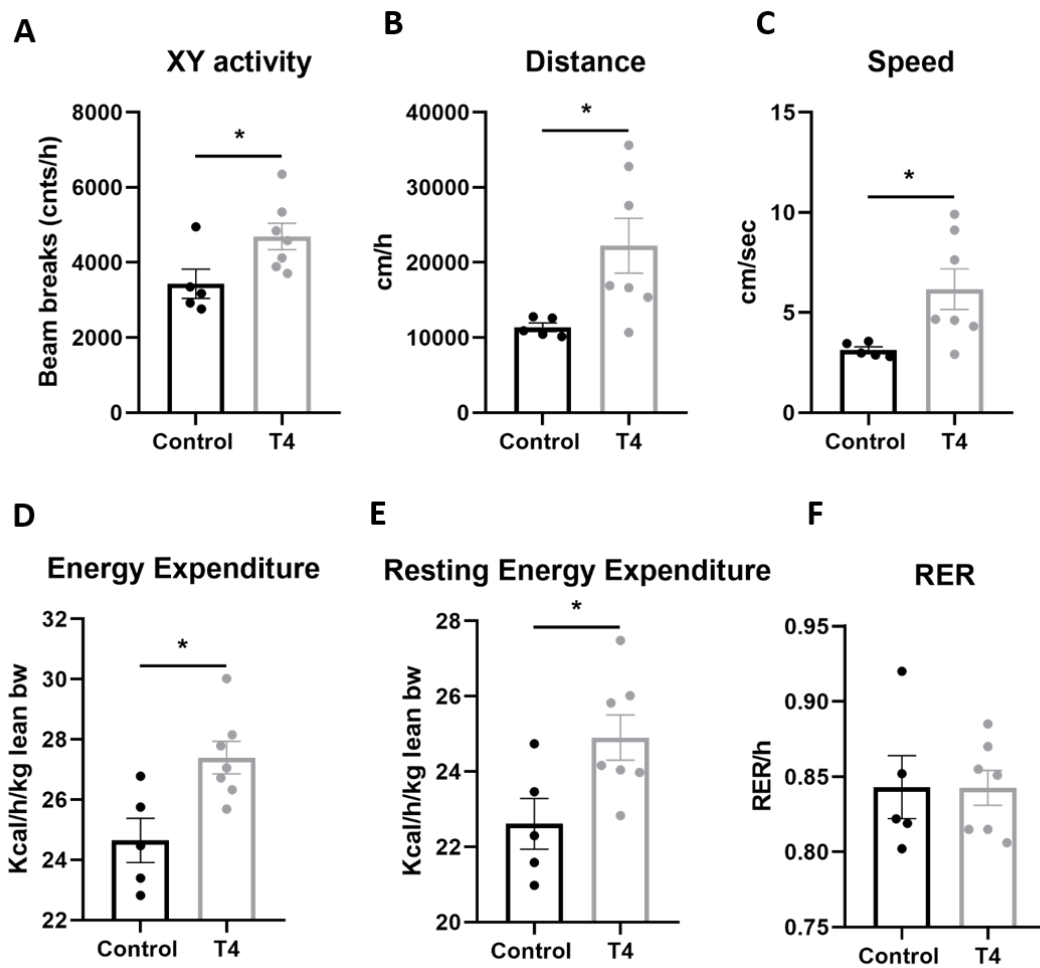 A
XY activity
Beam breaks (cnts/h)
8000
6000
4000
2000
0
*
Control T4
B
Distance
cm/h
40000
30000
20000
10000
0
*
Control T4
C
Speed
cm/sec
15
10
5
0
*
Control T4
D
Energy Expenditure
Kcal/h/kg lean bw
32
30
28
26
24
22
*
Control T4
E
Resting Energy Expenditure
Kcal/h/kg lean bw
28
26
24
22
20
*
Control T4
F
RER
RER/h
0.95
0.90
0.85
0.80
0.75
Control T4